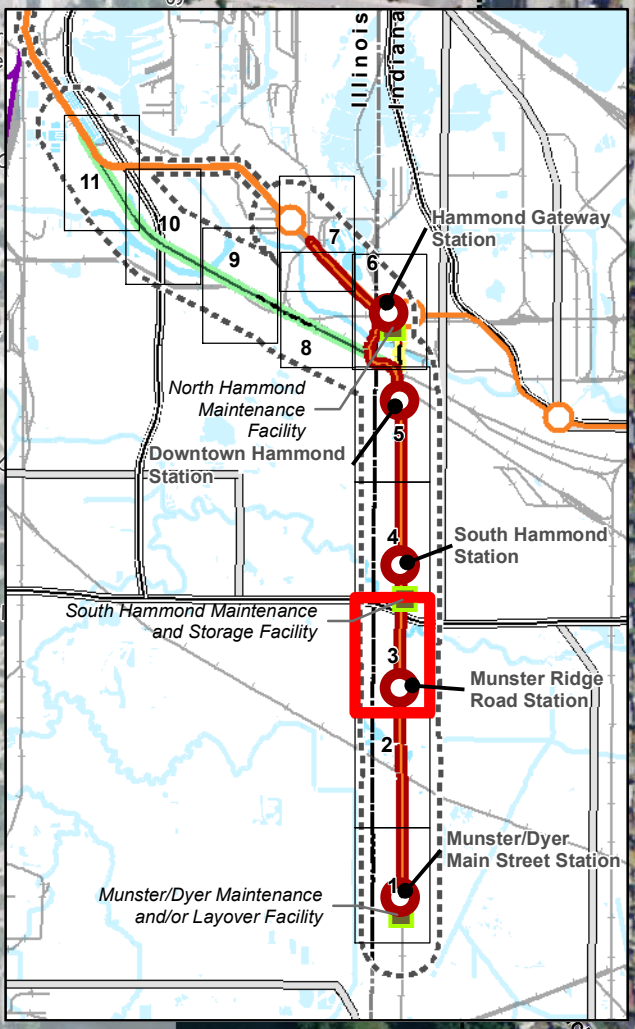 Illinois
Indiana
11
10
9
8
7
6
Hammond Gateway
Station
North Hammond
Maintenance
Facility
Downtown Hammond
Station
5
4
South Hammond
Station
South Hammond Maintenance
and Storage Facility
3
Munster Ridge
Road Station
2
Munster/Dyer
Main Street Station
1
Munster/Dyer Maintenance
and/or Layover Facility